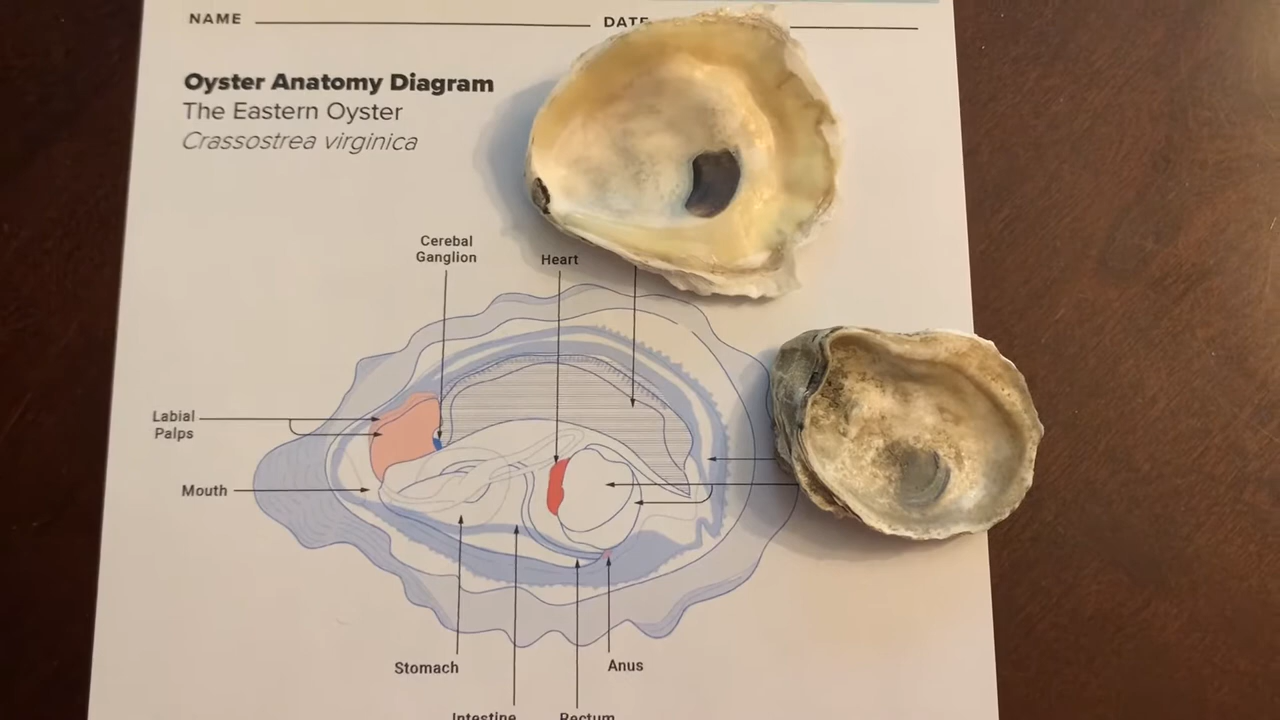 NAME DATE
Oyster Anatomy Diagram
The Eastern Oyster
Crassostrea virginica
Cerebal
Ganglion
Heart
Labial
Palps
Mouth
Stomach
Anus
Intestine
Rectum